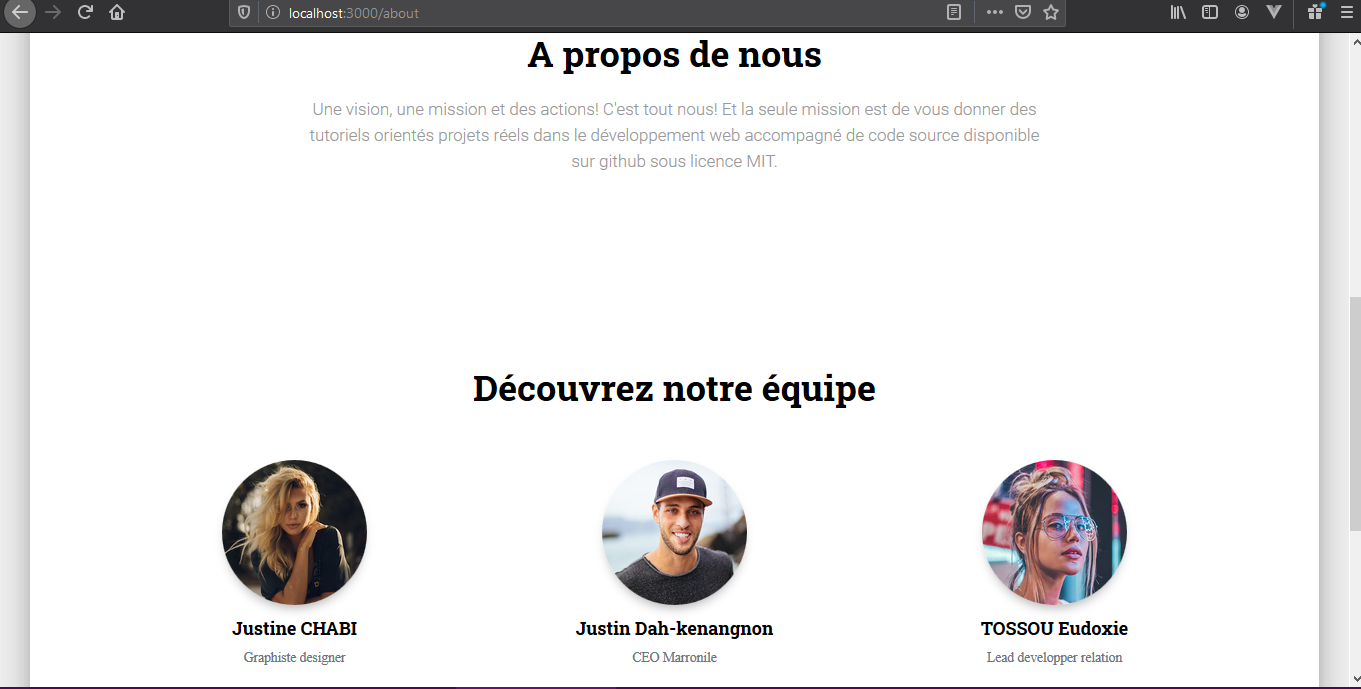 localhost:3000/about
A propos de nous
Une vision, une mission et des actions! C'est tout nous! Et la seule mission est de vous donner des
tutoriels orientés projets réels dans le développement web accompagné de code source disponible
sur github sous licence MIT.
Découvrez notre équipe
Justine CHABI
Graphiste designer
Justin Dah-kenangnon
CEO Marronile
TOSSOU Eudoxie
Lead developper relation